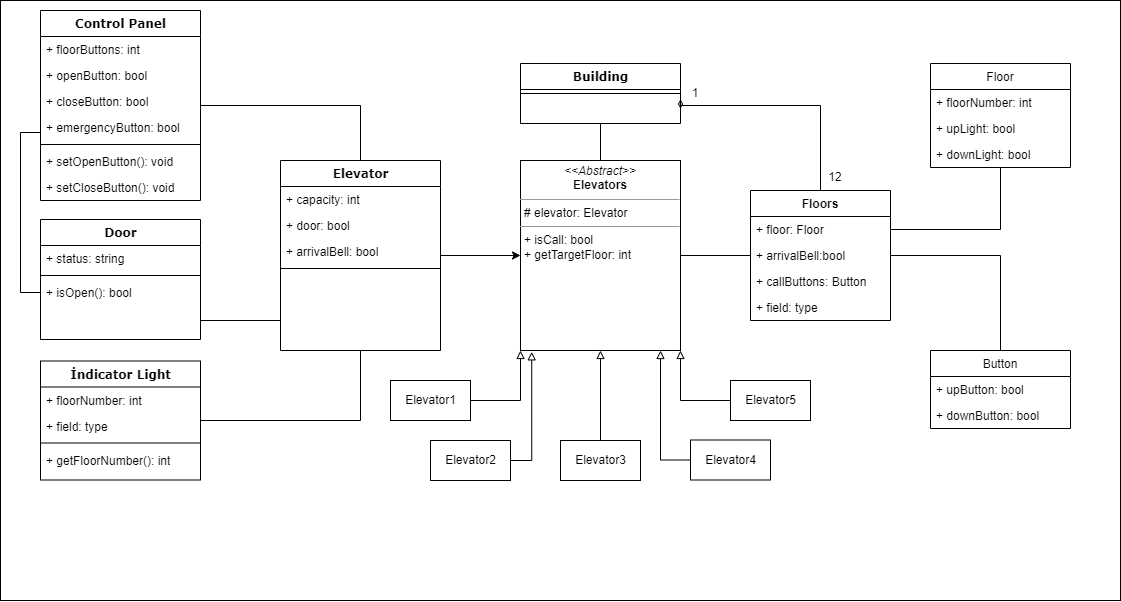 Control Panel
+ floorButtons: int
+ openButton: bool
+ closeButton: bool
+ emergencyButton: bool
+ setOpenButton(): void
+ setCloseButton(): void
Door
+ status: string
+ isOpen(): bool
İndicator Light
+ floorNumber: int
+ field: type
+ getFloorNumber(): int
Elevator
+ capacity: int
+ door: bool
+ arrivalBell: bool
Building
1
12
<<Abstract>>
Elevators
# elevator: Elevator
+ isCall: bool
+ getTargetFloor: int
Elevator1
Elevator2
Elevator3
Elevator4
Elevator5
Floors
+ floor: Floor
+ arrivalBell:bool
+ callButtons: Button
+ field: type
Floor
+ floorNumber: int
+ upLight: bool
+ downLight: bool
Button
+ upButton: bool
+ downButton: bool